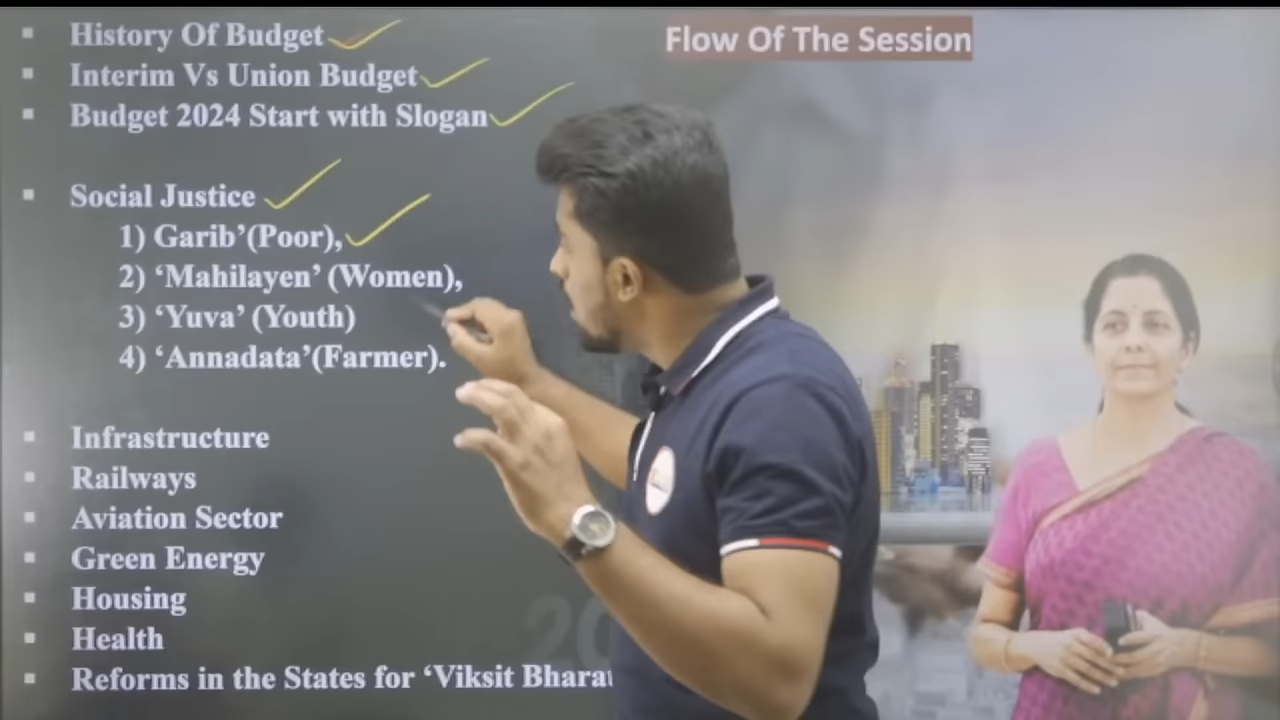 Flow Of The Session
▪ History Of Budget
▪ Interim Vs Union Budget
▪ Budget 2024 Start with Slogan
▪ Social Justice
1) Garib’(Poor),
2) ‘Mahilayen’ (Women),
3) ‘Yuva’ (Youth)
4) ‘Annadata’(Farmer).
▪ Infrastructure
▪ Railways
▪ Aviation Sector
▪ Green Energy
▪ Housing
▪ Health
▪ Reforms in the States for ‘Viksit